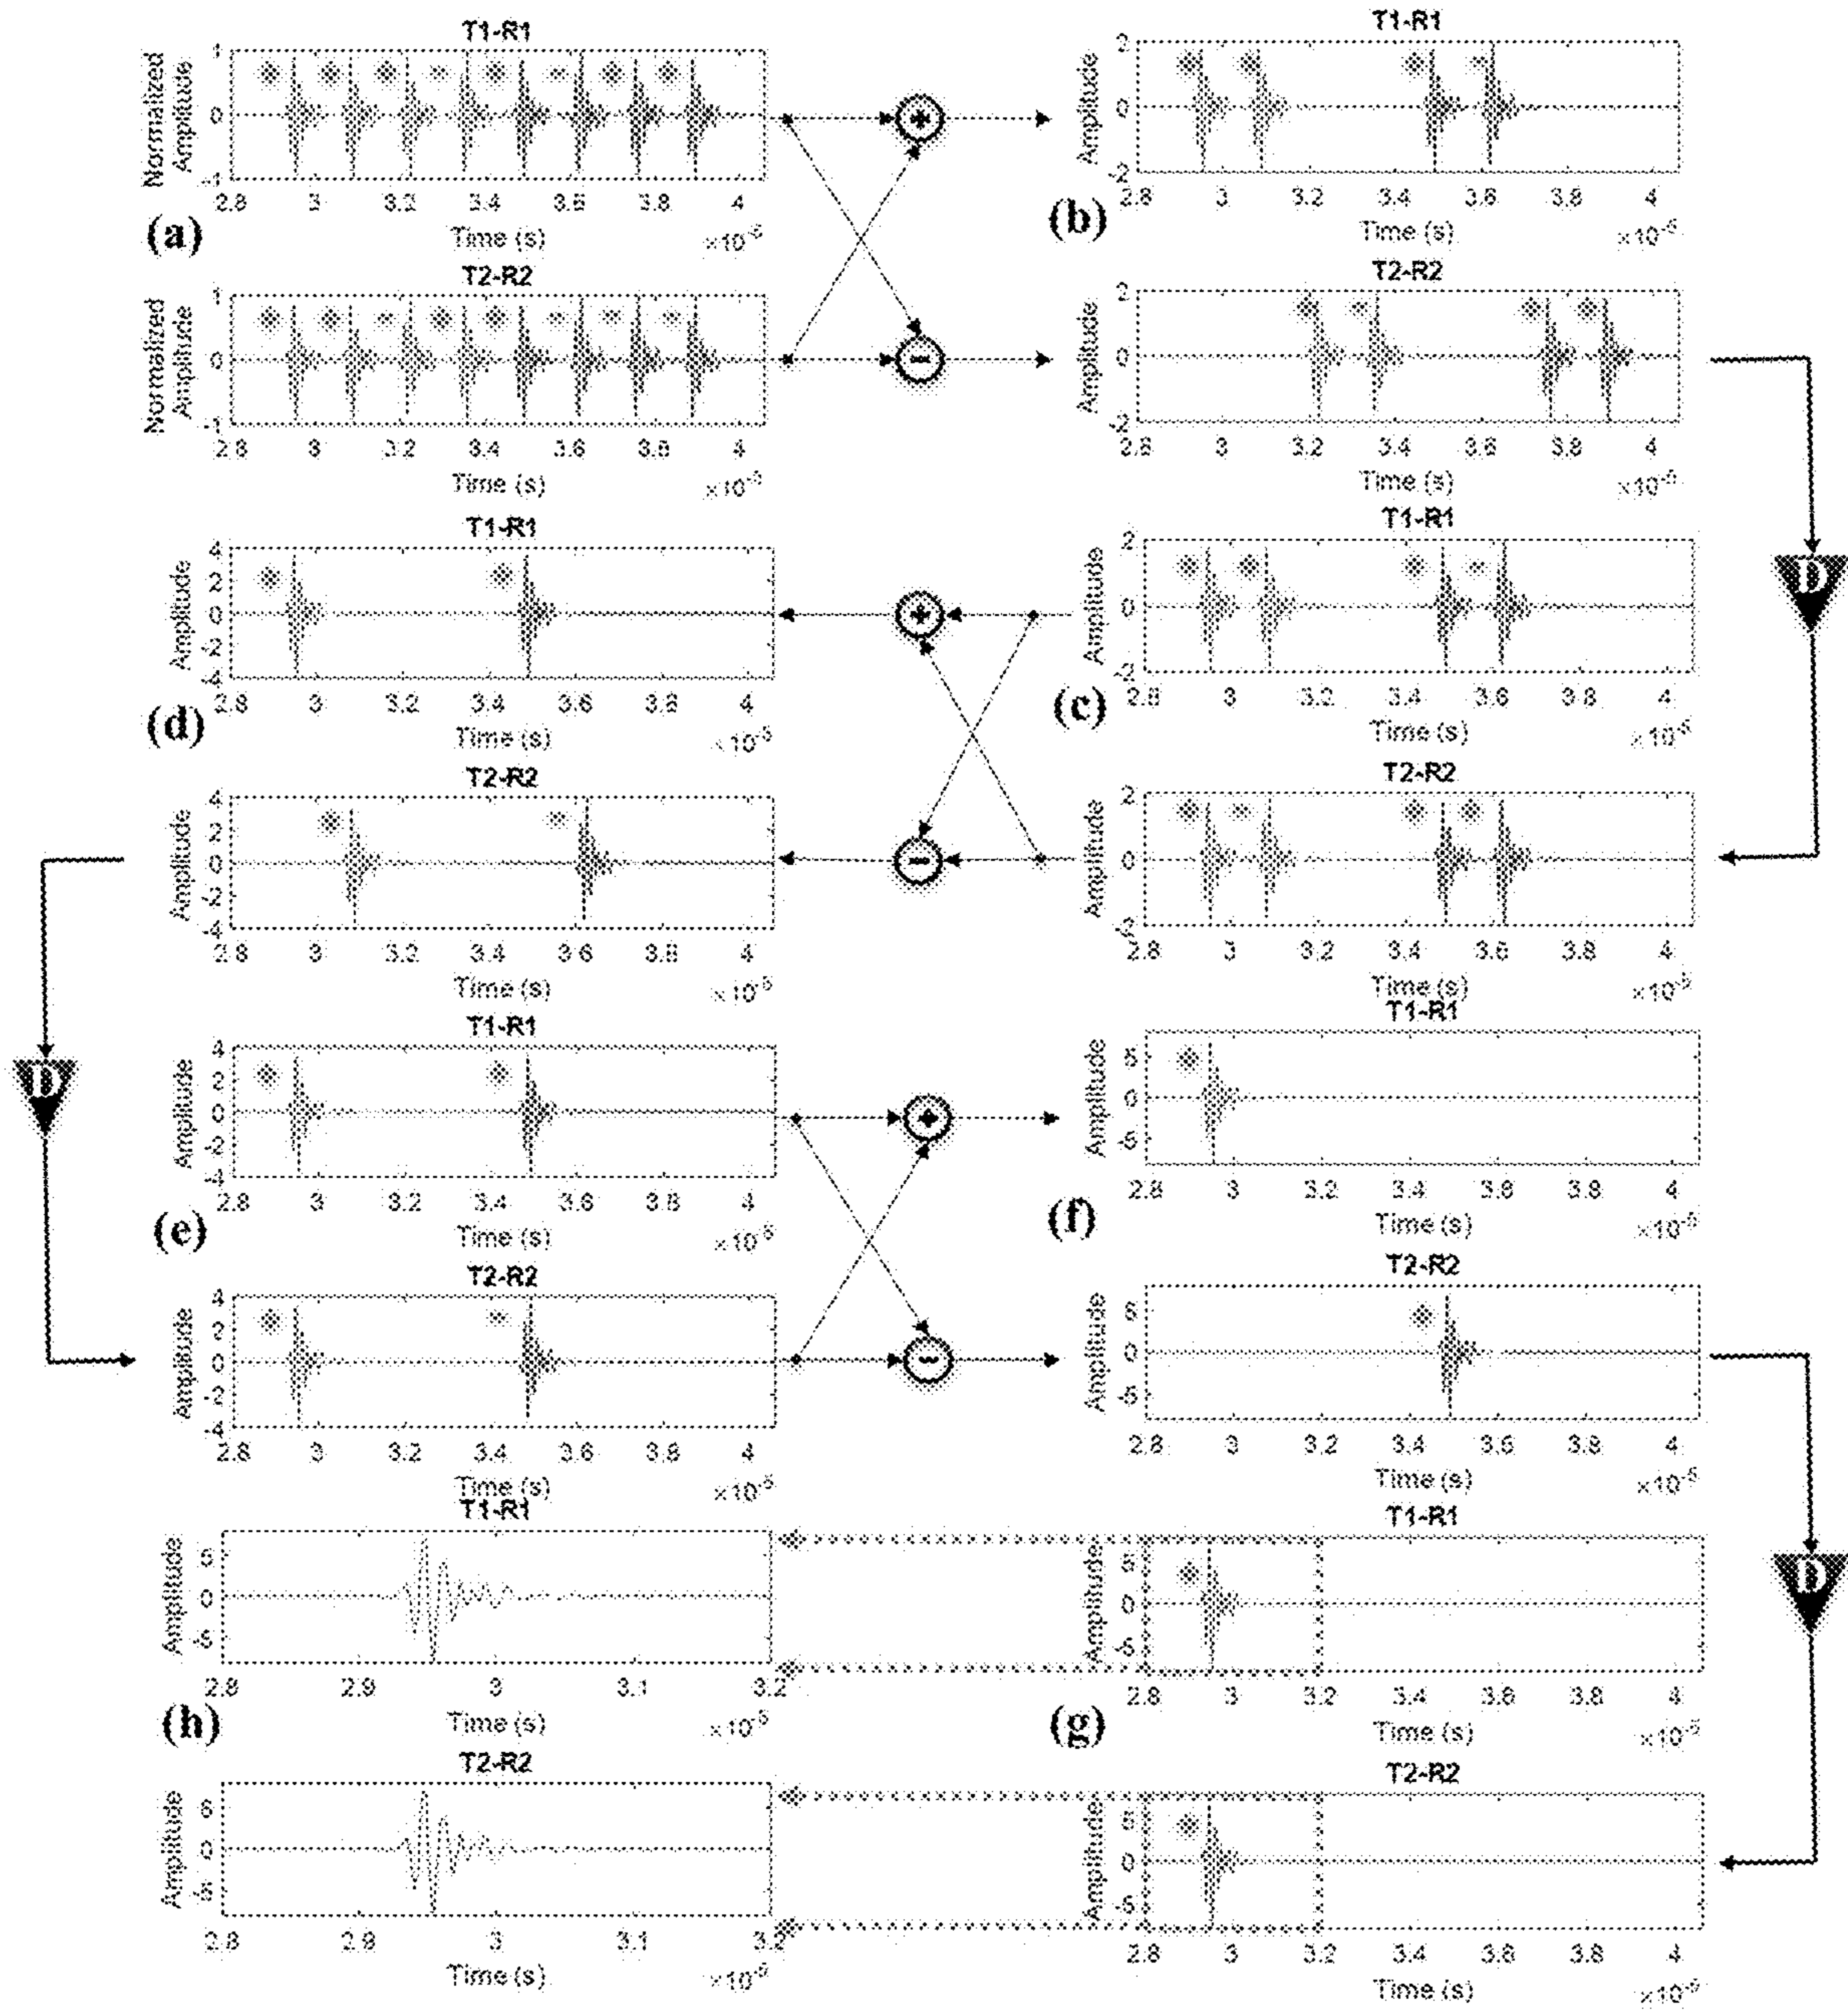 T1-R1
Normalized Amplitude
1
0
-1
2.8 3 3.2 3.4 3.6 3.8 4
Time (s)
×10⁻⁵
(a)
T2-R2
Normalized Amplitude
1
0
-1
2.8 3 3.2 3.4 3.6 3.8 4
Time (s)
×10⁻⁵
+
−
T1-R1
Amplitude
2
0
-2
2.8 3 3.2 3.4 3.6 3.8 4
Time (s)
×10⁻⁵
(b)
T2-R2
Amplitude
2
0
-2
2.8 3 3.2 3.4 3.6 3.8 4
Time (s)
×10⁻⁵
D
T1-R1
Amplitude
2
0
-2
2.8 3 3.2 3.4 3.6 3.8 4
Time (s)
×10⁻⁵
(c)
T2-R2
Amplitude
2
0
-2
2.8 3 3.2 3.4 3.6 3.8 4
Time (s)
×10⁻⁵
+
−
T1-R1
Amplitude
4
2
0
-2
-4
2.8 3 3.2 3.4 3.6 3.8 4
Time (s)
×10⁻⁵
(d)
T2-R2
Amplitude
4
2
0
-2
-4
2.8 3 3.2 3.4 3.6 3.8 4
Time (s)
×10⁻⁵
D
T1-R1
Amplitude
4
2
0
-2
-4
2.8 3 3.2 3.4 3.6 3.8 4
Time (s)
×10⁻⁵
(e)
T2-R2
Amplitude
4
2
0
-2
-4
2.8 3 3.2 3.4 3.6 3.8 4
Time (s)
×10⁻⁵
+
−
T1-R1
Amplitude
5
0
-5
2.8 3 3.2 3.4 3.6 3.8 4
Time (s)
×10⁻⁵
(f)
T2-R2
Amplitude
5
0
-5
2.8 3 3.2 3.4 3.6 3.8 4
Time (s)
×10⁻⁵
D
T1-R1
Amplitude
5
0
-5
2.8 3 3.2 3.4 3.6 3.8 4
Time (s)
×10⁻⁵
(g)
T2-R2
Amplitude
5
0
-5
2.8 3 3.2 3.4 3.6 3.8 4
Time (s)
×10⁻⁵
T1-R1
Amplitude
5
0
-5
2.8 2.9 3 3.1 3.2
Time (s)
×10⁻⁵
(h)
T2-R2
Amplitude
5
0
-5
2.8 2.9 3 3.1 3.2
Time (s)
×10⁻⁵